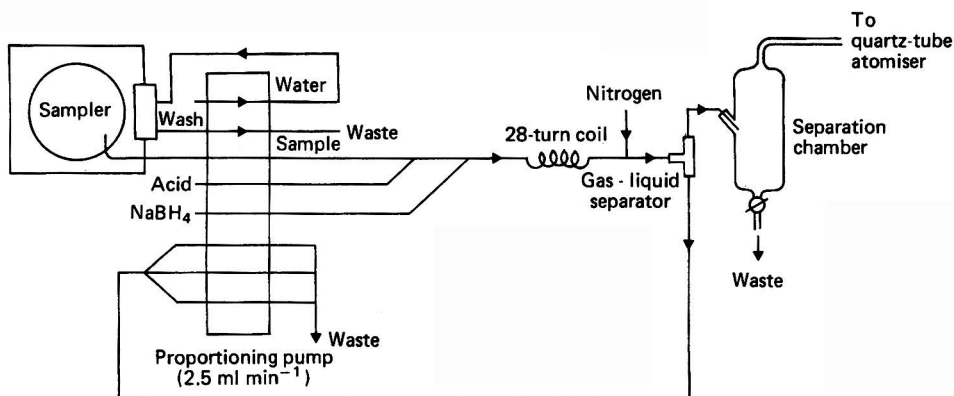 Sampler
Wash
Water
Waste
Sample
Acid
NaBH₄
Waste
Proportioning pump
(2.5 ml min⁻¹)
28-turn coil
Nitrogen
Gas - liquid
separator
To
quartz-tube
atomiser
Separation
chamber
Waste